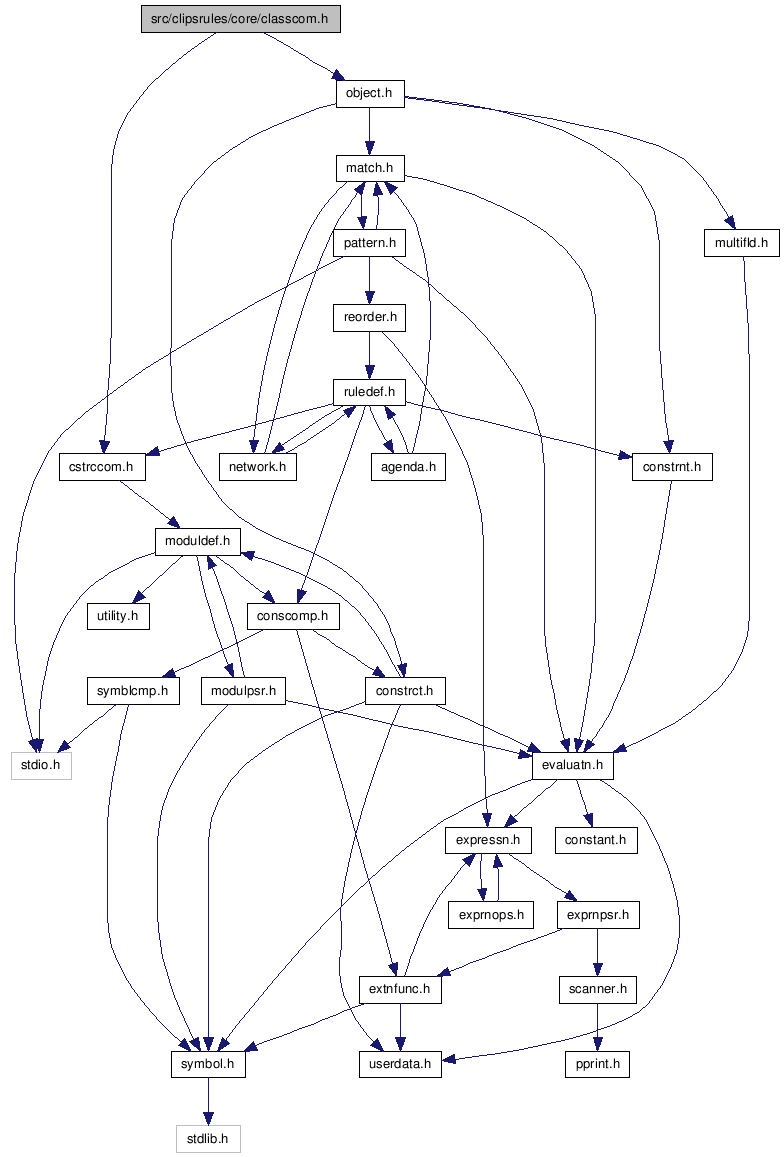 src/clipsrules/core/classcom.h
object.h
match.h
pattern.h
multifld.h
reorder.h
ruledef.h
cstrccom.h
network.h
agenda.h
constrnt.h
moduldef.h
utility.h
conscomp.h
symblcmp.h
modulpsr.h
constrct.h
stdio.h
evaluatn.h
expressn.h
constant.h
exprnops.h
exprnpsr.h
extnfunc.h
scanner.h
symbol.h
userdata.h
pprint.h
stdlib.h